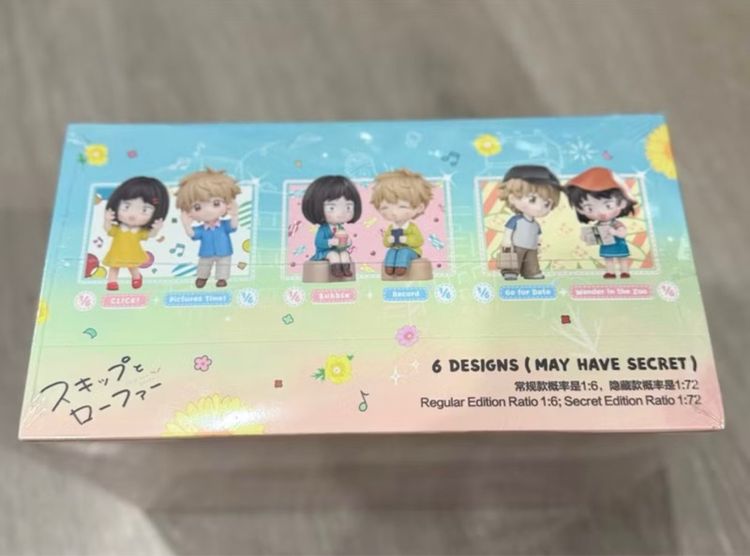 1/6 CLICK! Pictures Time! 1/6
1/6 Bubble Record 1/6
1/6 Go for Date Wander in the Zoo 1/6
スキップと
ローファー
6 DESIGNS (MAY HAVE SECRET)
常规款概率是1:6，隐藏款概率是1:72
Regular Edition Ratio 1:6; Secret Edition Ratio 1:72